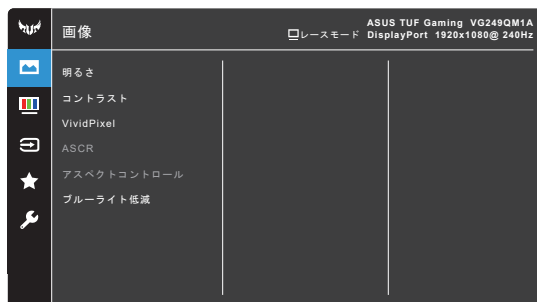 画像
ASUS TUF Gaming VG249QM1A
レースモード DisplayPort 1920x1080@ 240Hz
明るさ
コントラスト
VividPixel
ASCR
アスペクトコントロール
ブルーライト低減